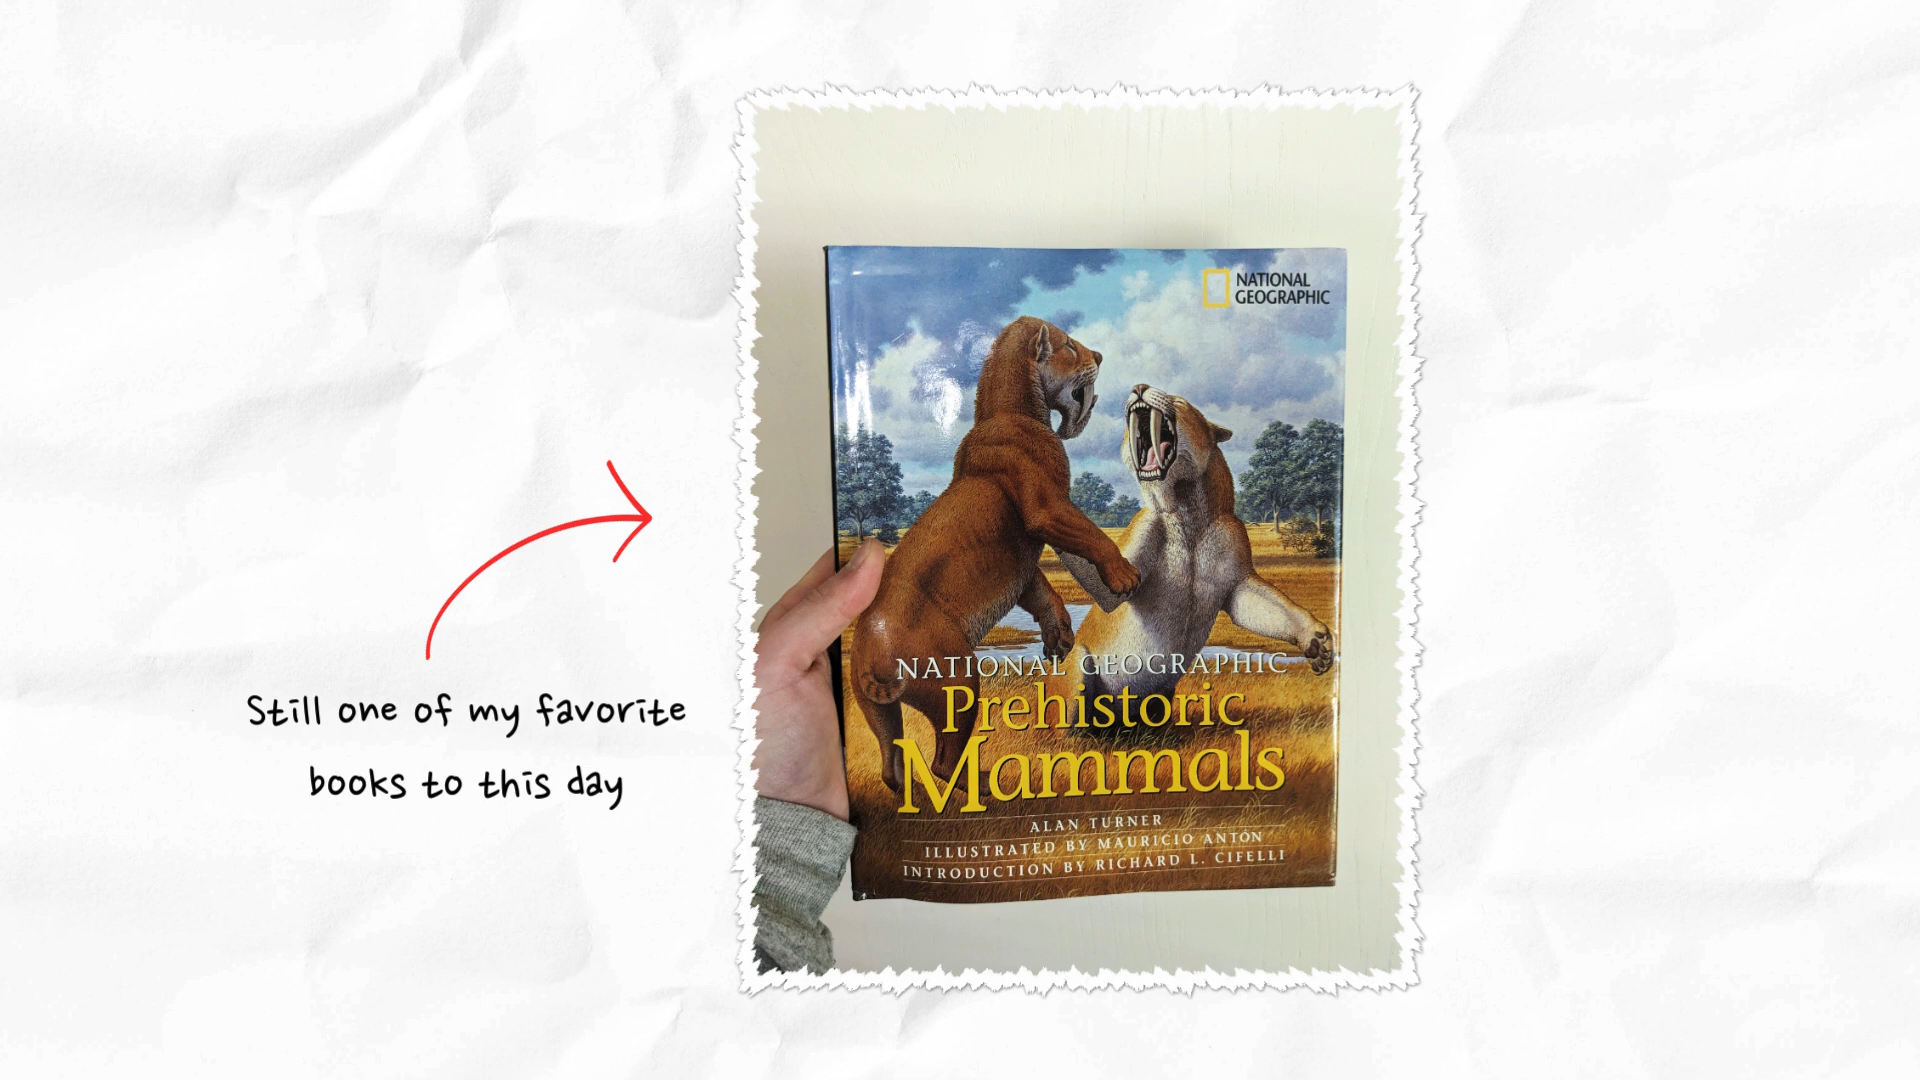 Still one of my favorite
books to this day
NATIONAL
GEOGRAPHIC
NATIONAL GEOGRAPHIC
Prehistoric
Mammals
ALAN TURNER
ILLUSTRATED BY MAURICIO ANTÓN
INTRODUCTION BY RICHARD L. CIFELLI